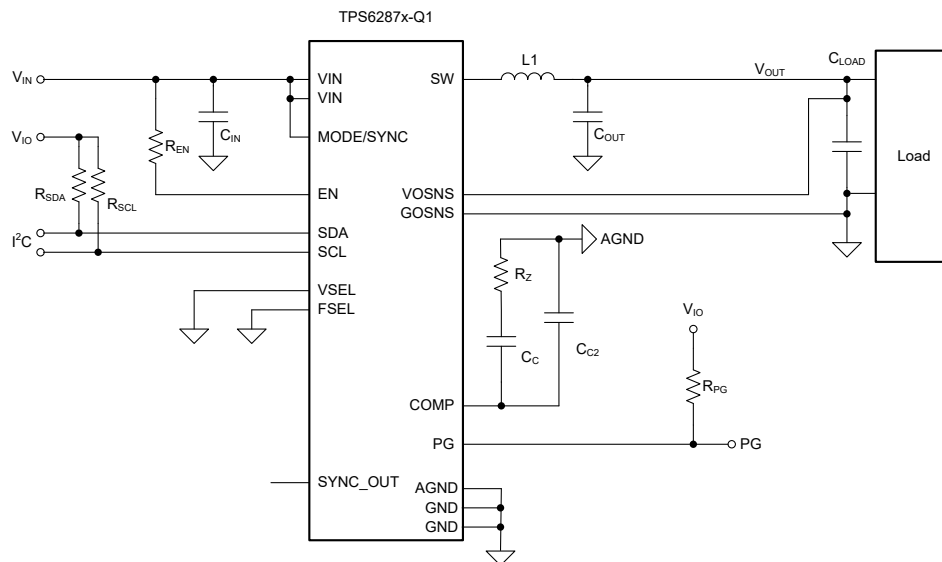 TPS6287x-Q1
VIN
VIO
I2C
REN
CIN
RSDA
RSCL
VIN
VIN
MODE/SYNC
EN
SDA
SCL
VSEL
FSEL
SYNC_OUT
SW
VOSNS
GOSNS
COMP
PG
AGND
GND
GND
L1
COUT
VOUT
CLOAD
Load
AGND
RZ
CC
CC2
VIO
RPG
PG